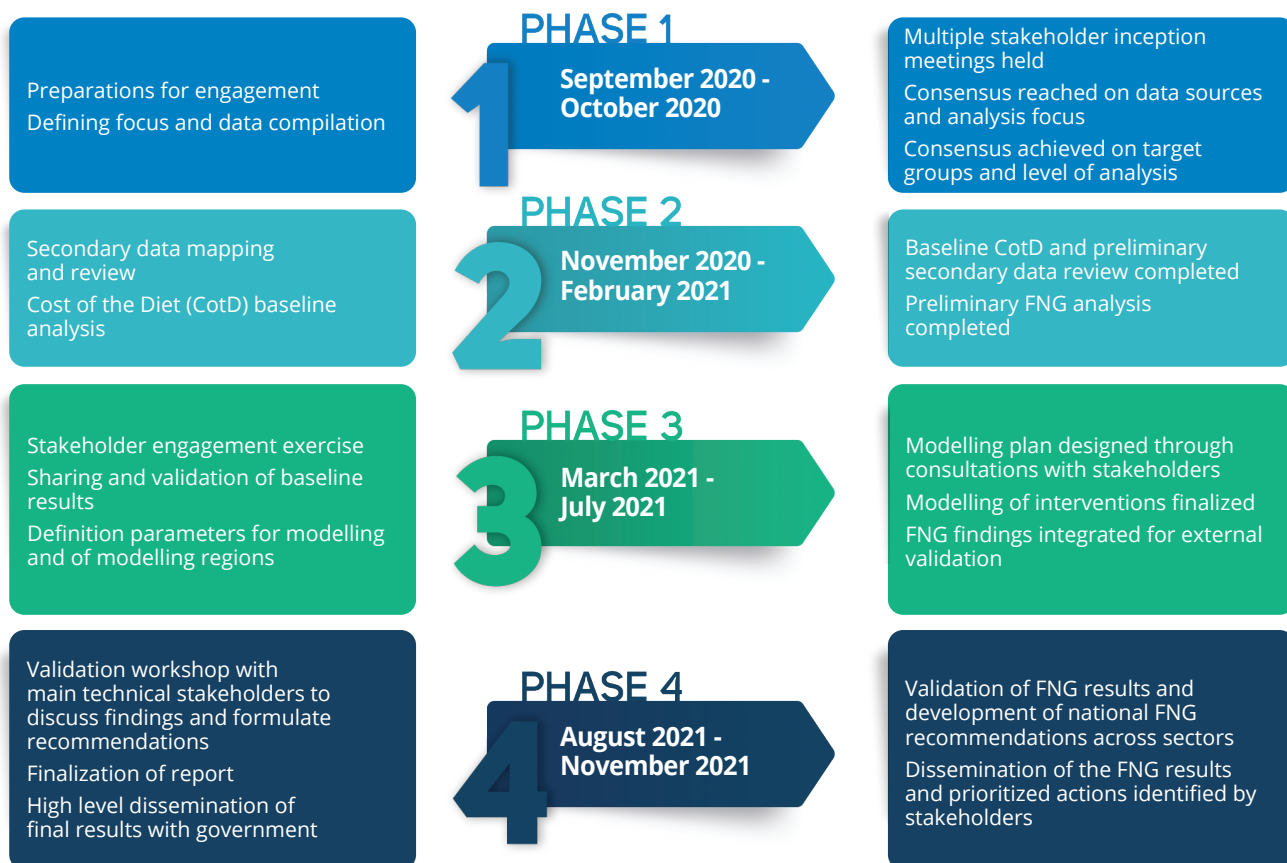 Preparations for engagement
Defining focus and data compilation
PHASE 1
1
September 2020 -
October 2020
Multiple stakeholder inception
meetings held
Consensus reached on data sources
and analysis focus
Consensus achieved on target
groups and level of analysis
Secondary data mapping
and review
Cost of the Diet (CotD) baseline
analysis
PHASE 2
2
November 2020 -
February 2021
Baseline CotD and preliminary
secondary data review completed
Preliminary FNG analysis
completed
Stakeholder engagement exercise
Sharing and validation of baseline
results
Definition parameters for modelling
and of modelling regions
PHASE 3
3
March 2021 -
July 2021
Modelling plan designed through
consultations with stakeholders
Modelling of interventions finalized
FNG findings integrated for external
validation
Validation workshop with
main technical stakeholders to
discuss findings and formulate
recommendations
Finalization of report
High level dissemination of
final results with government
PHASE 4
4
August 2021 -
November 2021
Validation of FNG results and
development of national FNG
recommendations across sectors
Dissemination of the FNG results
and prioritized actions identified by
stakeholders